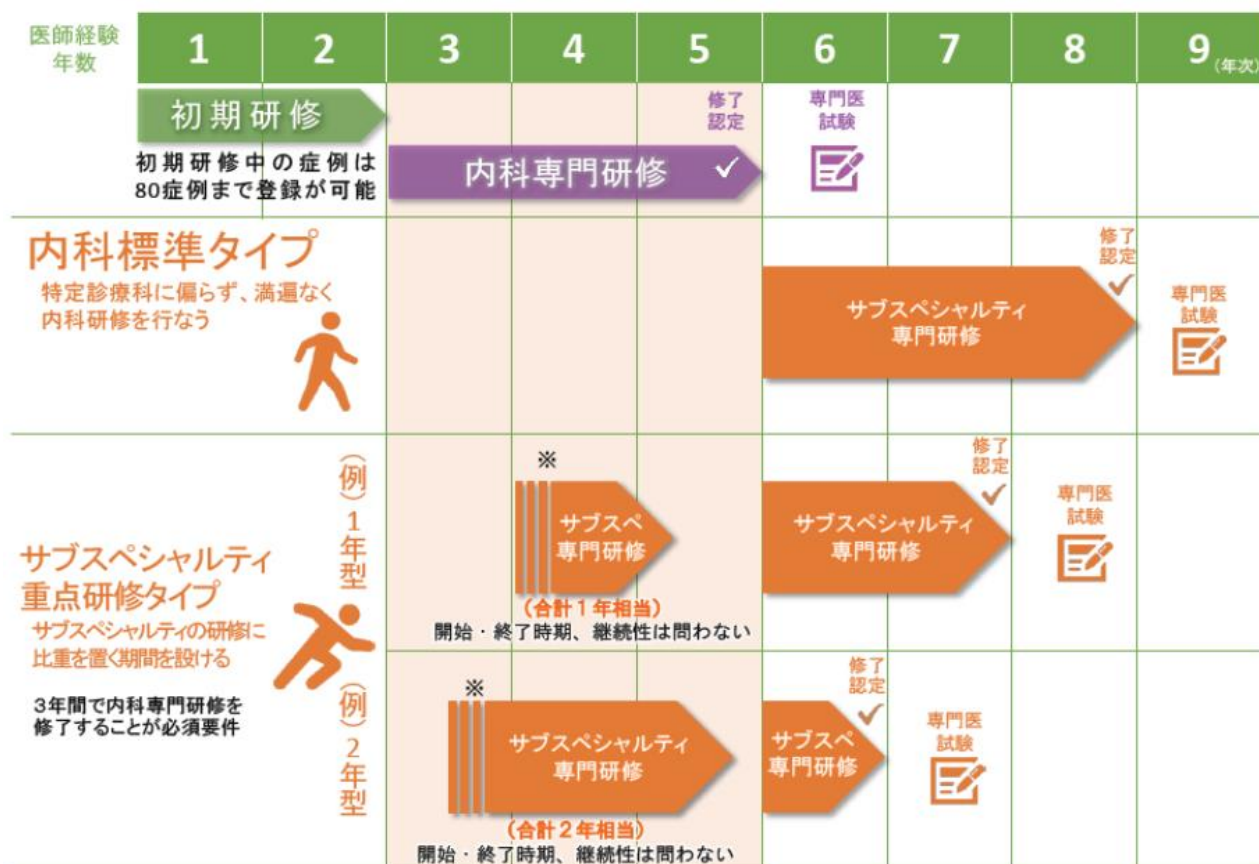 医師経験
年数
1 2 3 4 5 6 7 8 9(年次)
初期研修
初期研修中の症例は
80症例まで登録が可能
修了
認定
内科専門研修
専門医
試験
内科標準タイプ
特定診療科に偏らず、満遍なく
内科研修を行なう
サブスペシャルティ
専門研修
修了
認定
専門医
試験
サブスペシャルティ
重点研修タイプ
サブスペシャルティの研修に
比重を置く期間を設ける
3年間で内科専門研修を
修了することが必須要件
(例)1年型
※
サブスペ
専門研修
(合計1年相当)
開始・終了時期、継続性は問わない
サブスペシャルティ
専門研修
修了
認定
専門医
試験
(例)2年型
※
サブスペシャルティ
専門研修
(合計2年相当)
開始・終了時期、継続性は問わない
サブスペ
専門研修
修了
認定
専門医
試験